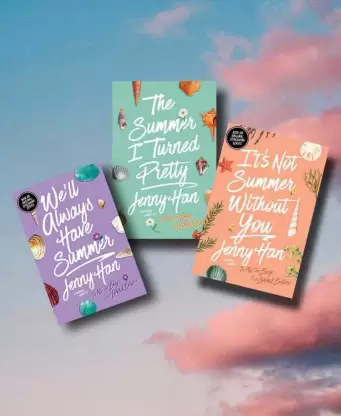 The
Summer
I Turned
Pretty
Jenny Han
We'll
Always
Have
Summer
Jenny Han
It's Not
Summer
Without
You
Jenny Han